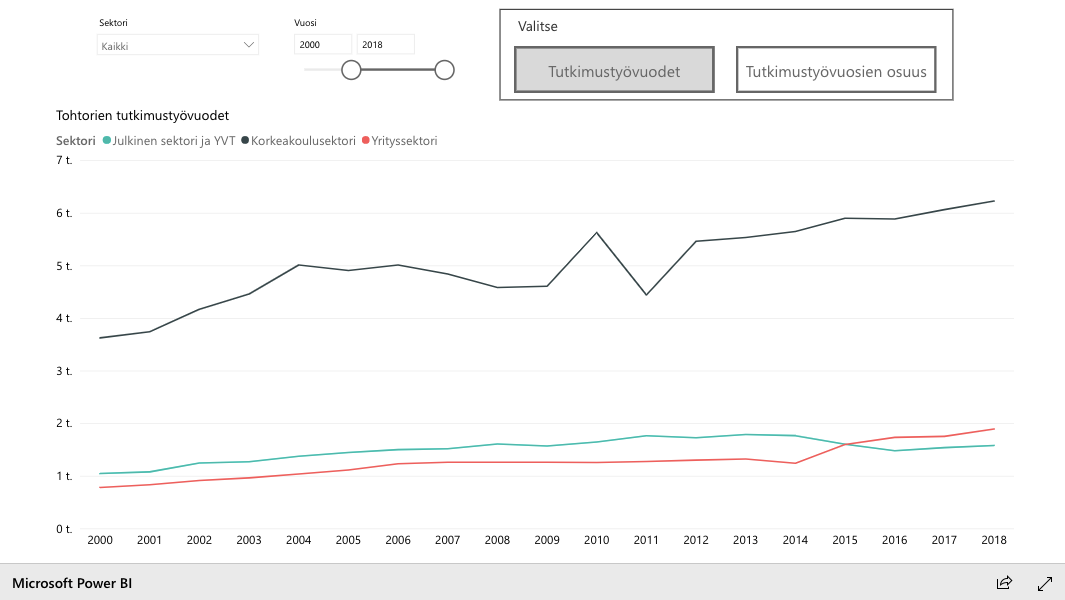 Sektori
Kaikki
Vuosi
2000 2018
Valitse
Tutkimustyövuodet Tutkimustyövuosien osuus
Tohtorien tutkimustyövuodet
Sektori Julkinen sektori ja YVT Korkeakoulusektori Yrityssektori
7 t.
6 t.
5 t.
4 t.
3 t.
2 t.
1 t.
0 t.
2000 2001 2002 2003 2004 2005 2006 2007 2008 2009 2010 2011 2012 2013 2014 2015 2016 2017 2018
Microsoft Power BI